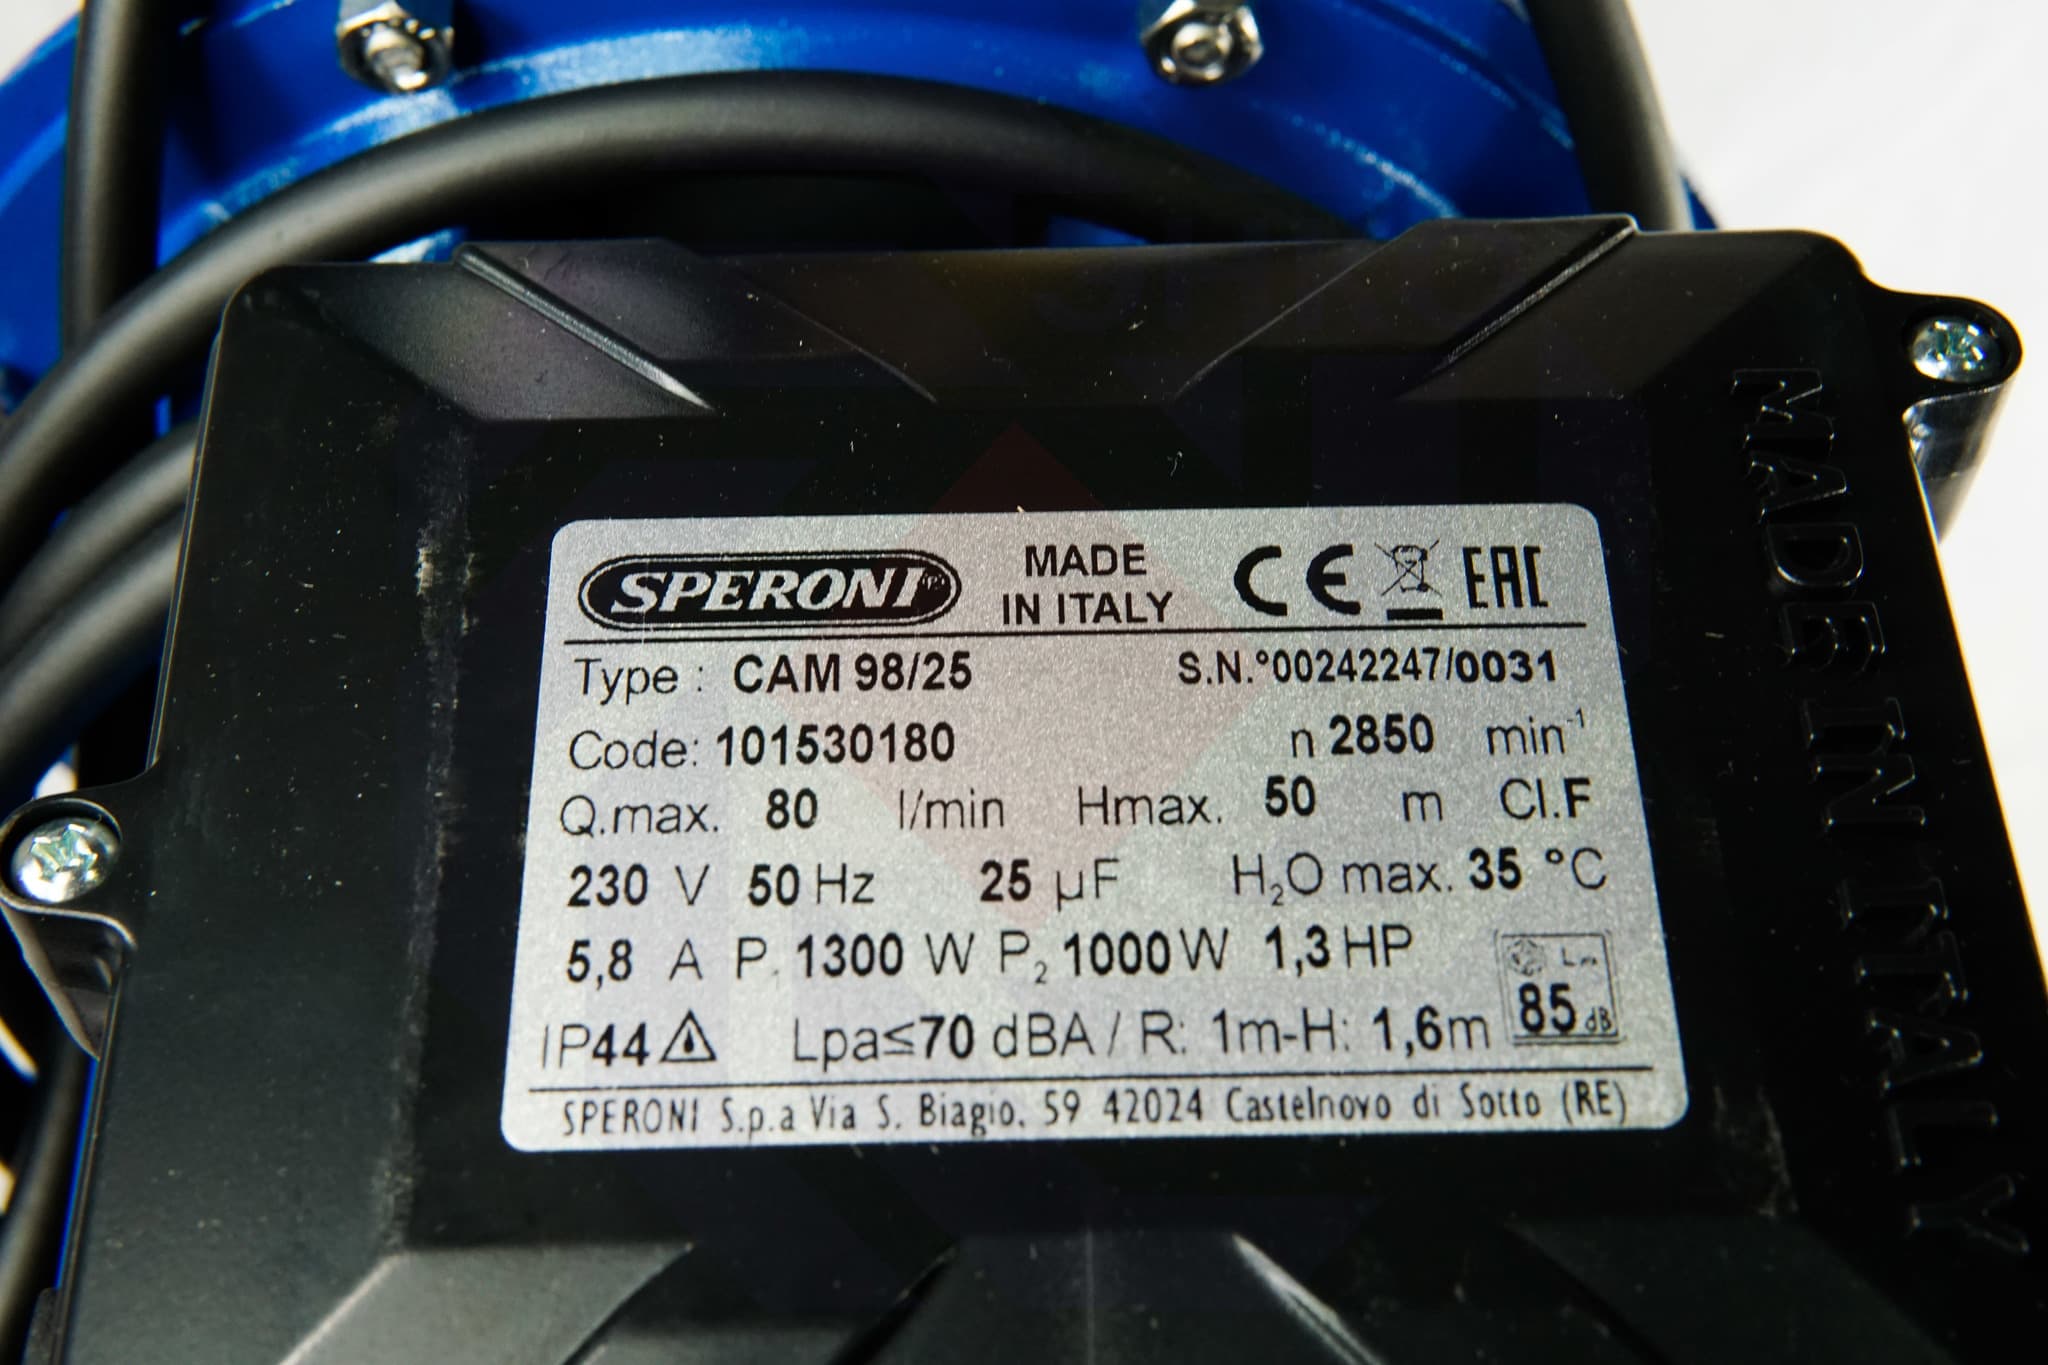 SPERONI MADE IN ITALY CE EAC
Type : CAM 98/25 S.N.°00242247/0031
Code: 101530180 n 2850 min⁻¹
Q.max. 80 l/min Hmax. 50 m Cl.F
230 V 50 Hz 25 µF H₂O max. 35 °C
5,8 A P. 1300 W P₂ 1000 W 1,3 HP
IP44 Lpa≤70 dBA / R: 1m-H: 1,6m 85 dB
SPERONI S.p.a Via S. Biagio, 59 42024 Castelnovo di Sotto (RE)
MADE IN ITALY